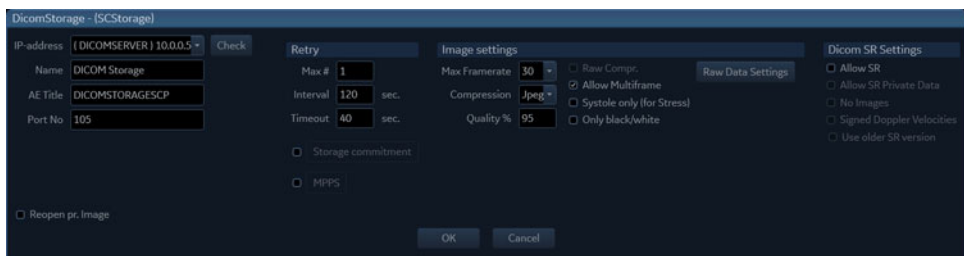 DicomStorage - (SCStorage)
IP-address ( DICOMSERVER ) 10.0.0.5 Check
Name DICOM Storage
AE Title DICOMSTORAGESCP
Port No 105
Reopen pr. Image
Retry
Max # 1
Interval 120 sec.
Timeout 40 sec.
Storage commitment
MPPS
Image settings
Max Framerate 30
Compression Jpeg
Quality % 95
Raw Compr.
Allow Multiframe
Systole only (for Stress)
Only black/white
Raw Data Settings
Dicom SR Settings
Allow SR
Allow SR Private Data
No Images
Signed Doppler Velocities
Use older SR version
OK Cancel